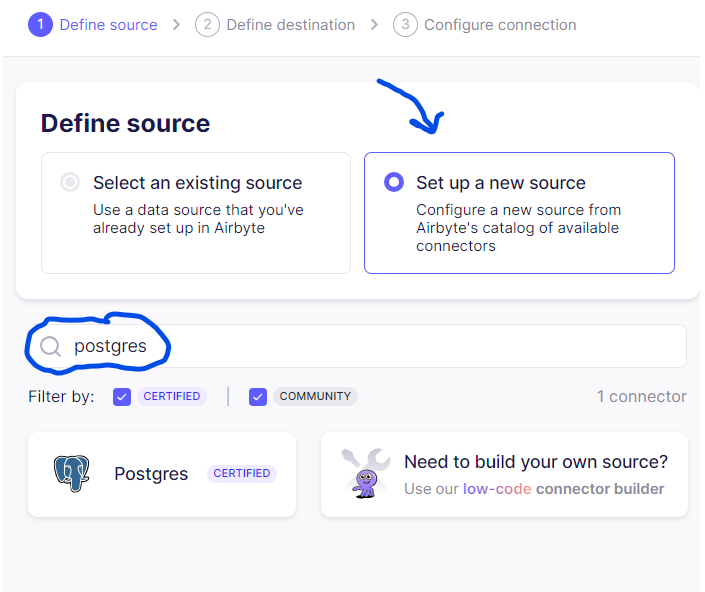 1 Define source > 2 Define destination > 3 Configure connection
Define source
Select an existing source
Use a data source that you've
already set up in Airbyte
Set up a new source
Configure a new source from
Airbyte's catalog of available
connectors
postgres
Filter by: CERTIFIED | COMMUNITY 1 connector
Postgres CERTIFIED
Need to build your own source?
Use our low-code connector builder